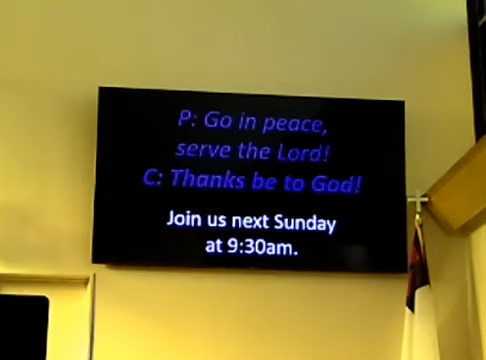 P: Go in peace,
serve the Lord!
C: Thanks be to God!
Join us next Sunday
at 9:30am.